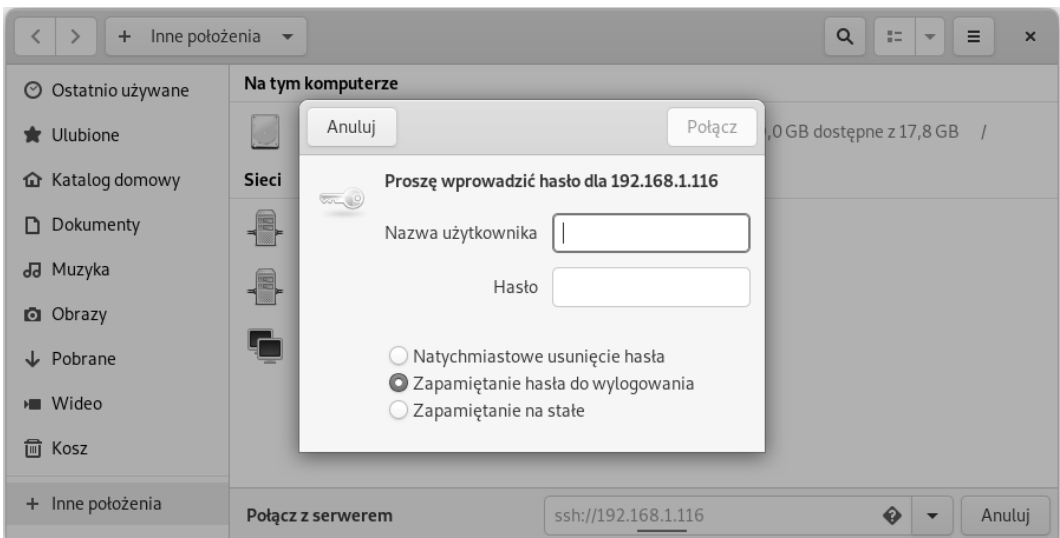 Inne położenia
Ostatnio używane
Ulubione
Katalog domowy
Dokumenty
Muzyka
Obrazy
Pobrane
Wideo
Kosz
+ Inne położenia
Na tym komputerze
,0 GB dostępne z 17,8 GB /
Sieci
Anuluj
Połącz
Proszę wprowadzić hasło dla 192.168.1.116
Nazwa użytkownika
Hasło
Natychmiastowe usunięcie hasła
Zapamiętanie hasła do wylogowania
Zapamiętanie na stałe
Połącz z serwerem
ssh://192.168.1.116
Anuluj